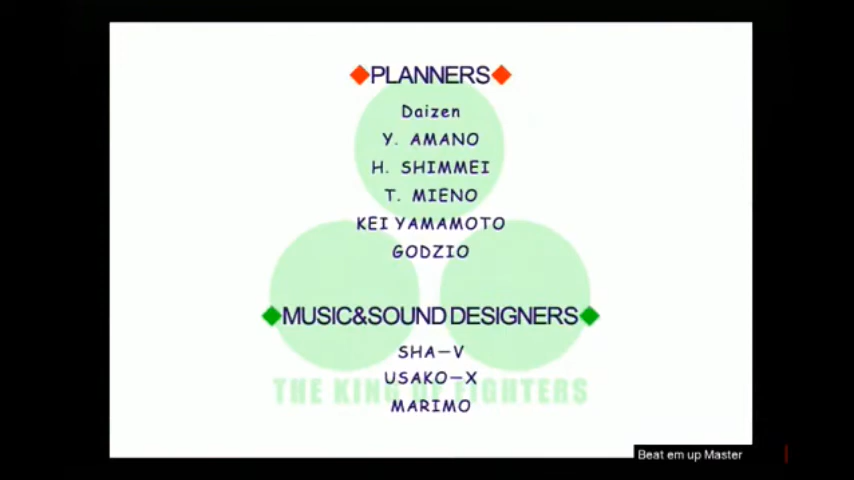 ◆PLANNERS◆
Daizen
Y. AMANO
H. SHIMMEI
T. MIENO
KEI YAMAMOTO
GODZIO
◆MUSIC&SOUND DESIGNERS◆
SHA-V
USAKO-X
THE KING OF FIGHTERS
MARIMO
Beat em up Master